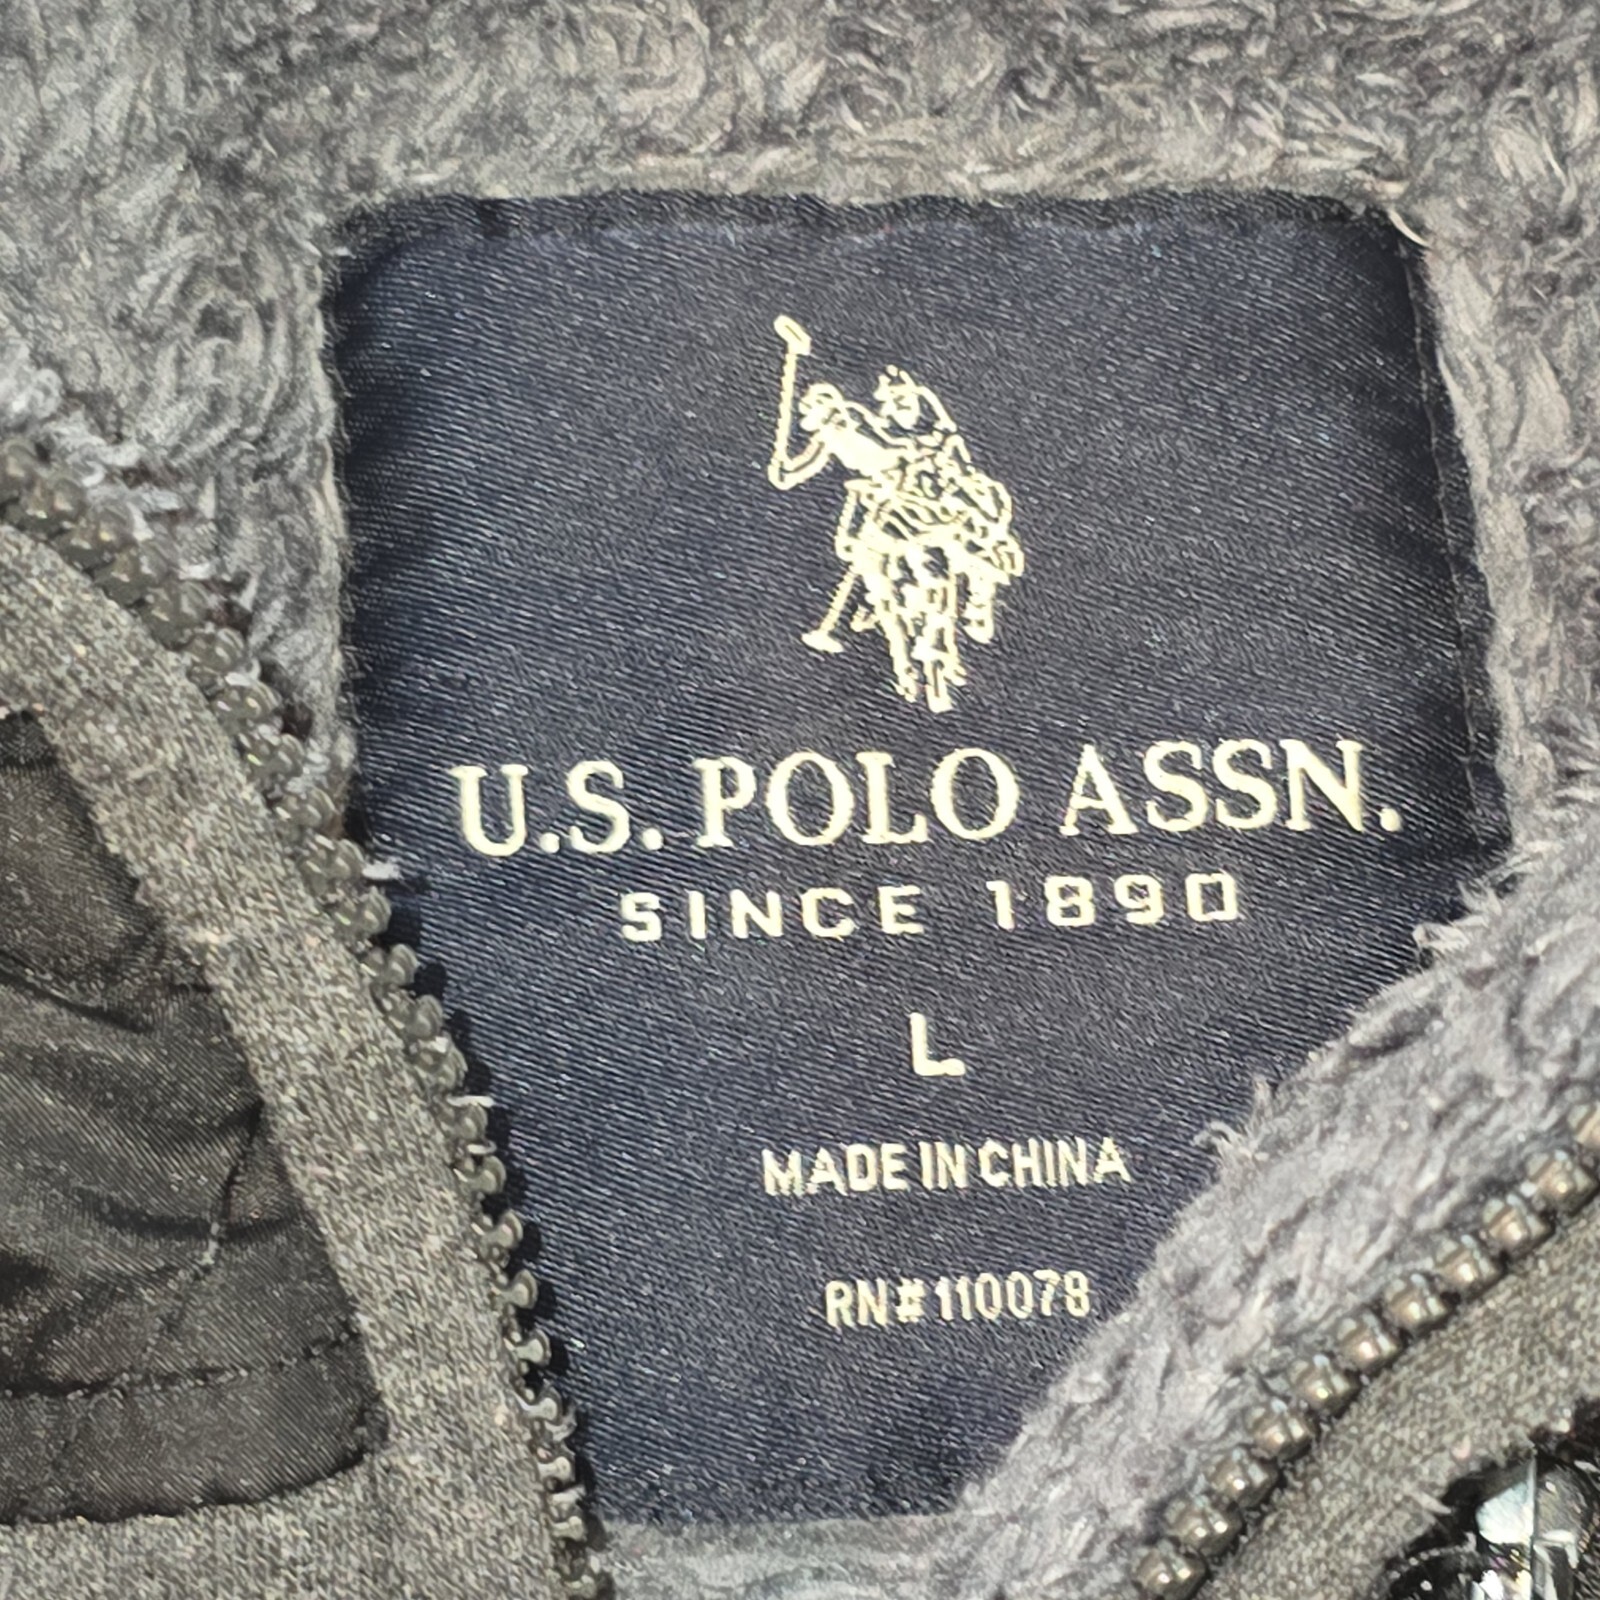 U.S. POLO ASSN.
SINCE 1890
L
MADE IN CHINA
RN#110078